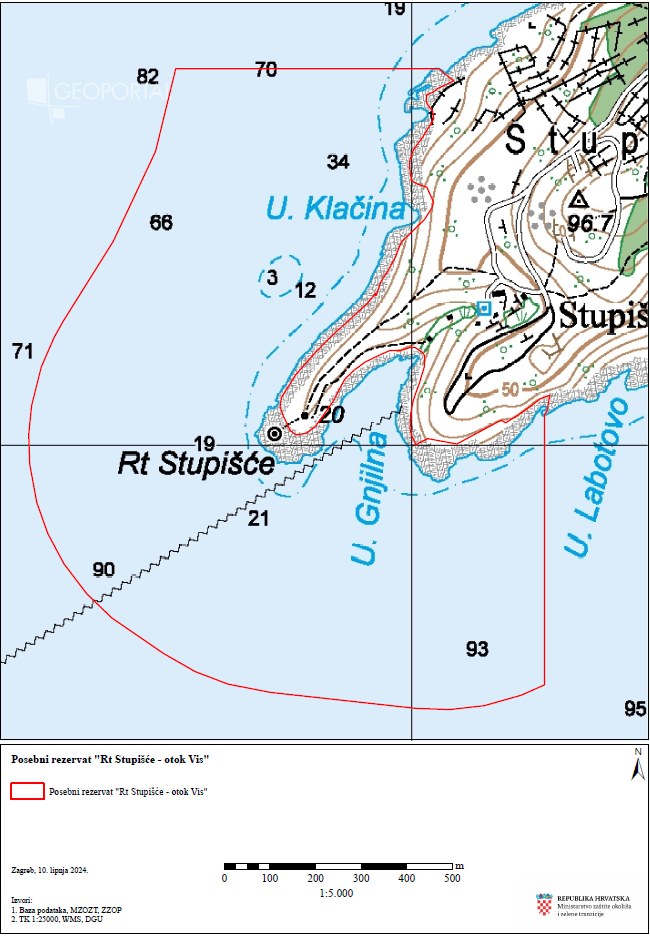 19
82
70
GEOPORTAL
S t u p
34
U. Klačina
66
96.7
3
12
Stupiš
71
50
20
19
Rt Stupišće
U. Gnjilna
U. Labotovo
21
90
93
95
Posebni rezervat "Rt Stupišće - otok Vis"
N
Posebni rezervat "Rt Stupišće - otok Vis"
Zagreb, 10. lipnja 2024.
m
0 100 200 300 400 500
1:5.000
Izvori:
1. Baza podataka, MZOZT, ZZOP
2. TK 1:25000, WMS, DGU
REPUBLIKA HRVATSKA
Ministarstvo zaštite okoliša
i zelene tranzicije